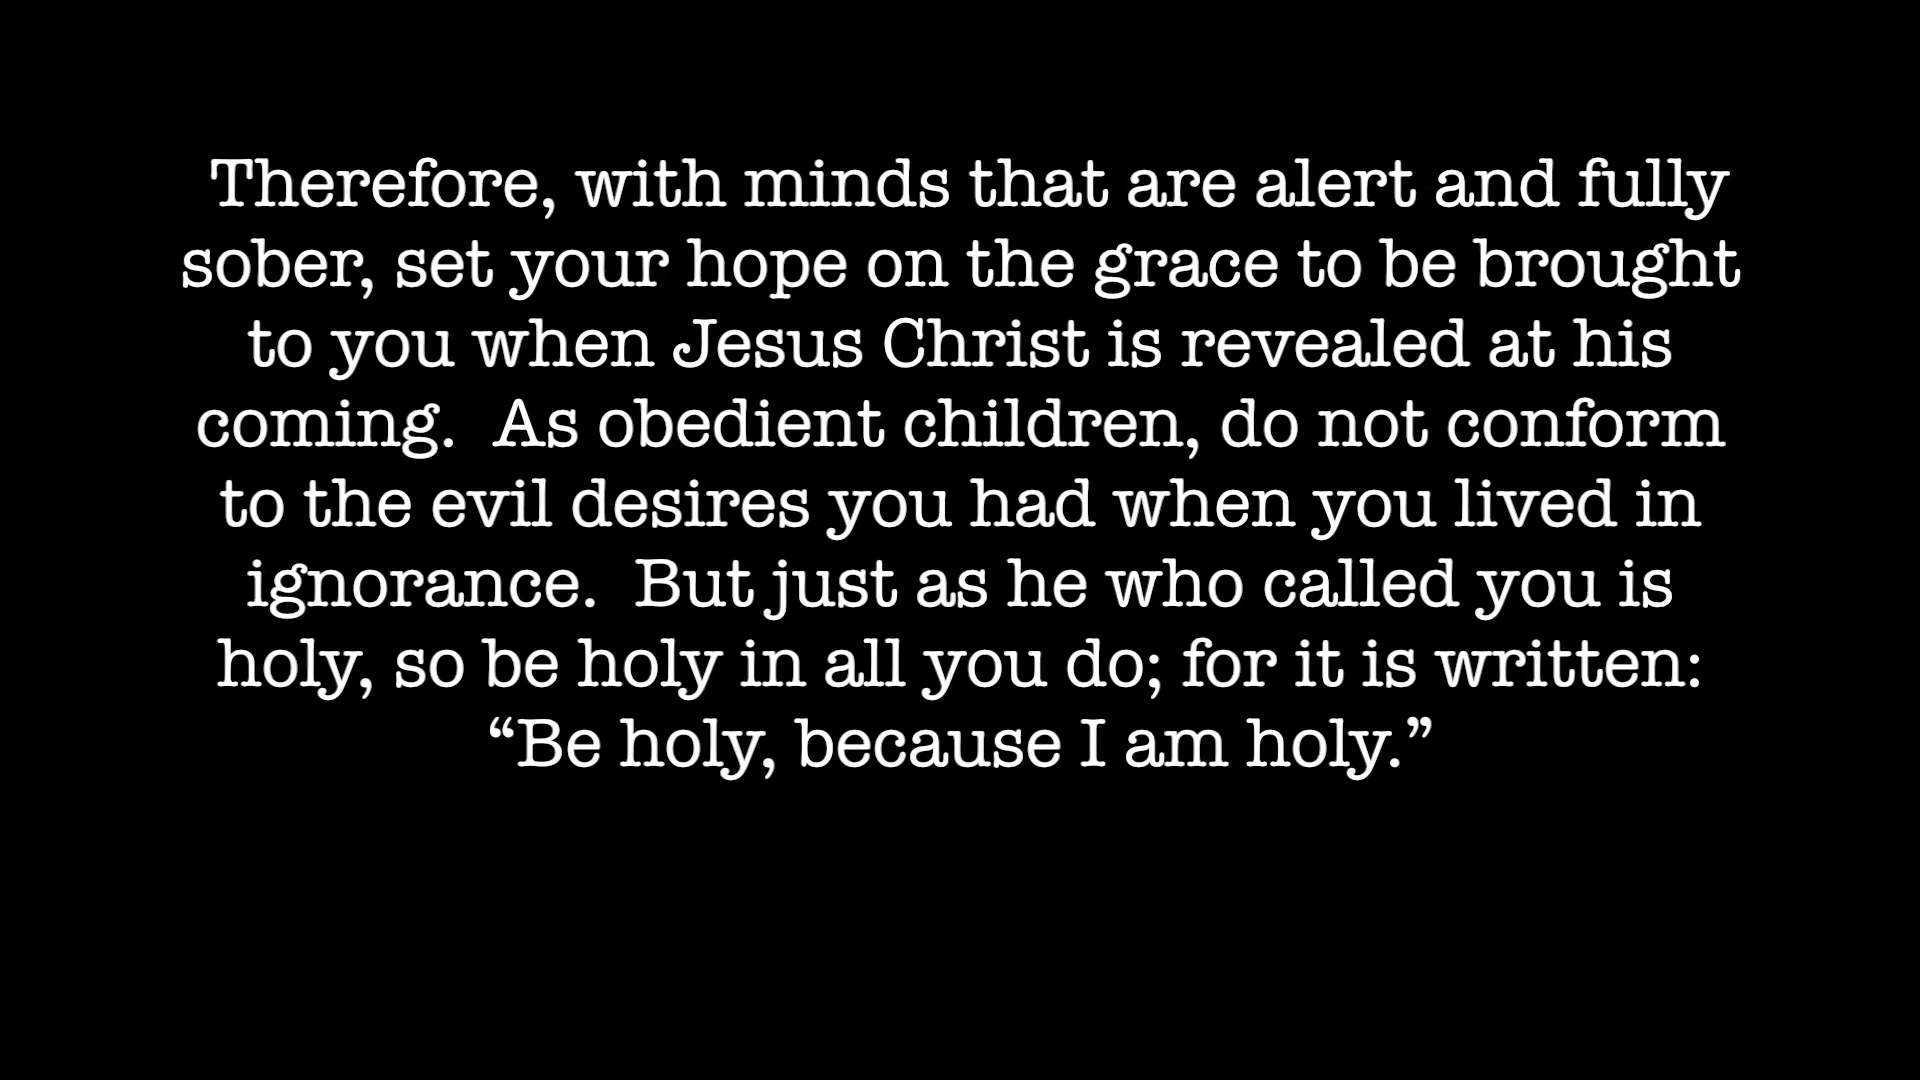 Therefore, with minds that are alert and fully
sober, set your hope on the grace to be brought
to you when Jesus Christ is revealed at his
coming.  As obedient children, do not conform
to the evil desires you had when you lived in
ignorance.  But just as he who called you is
holy, so be holy in all you do; for it is written:
“Be holy, because I am holy.”